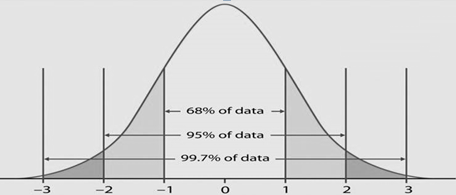 68% of data
95% of data
99.7% of data
−3 −2 −1 0 1 2 3